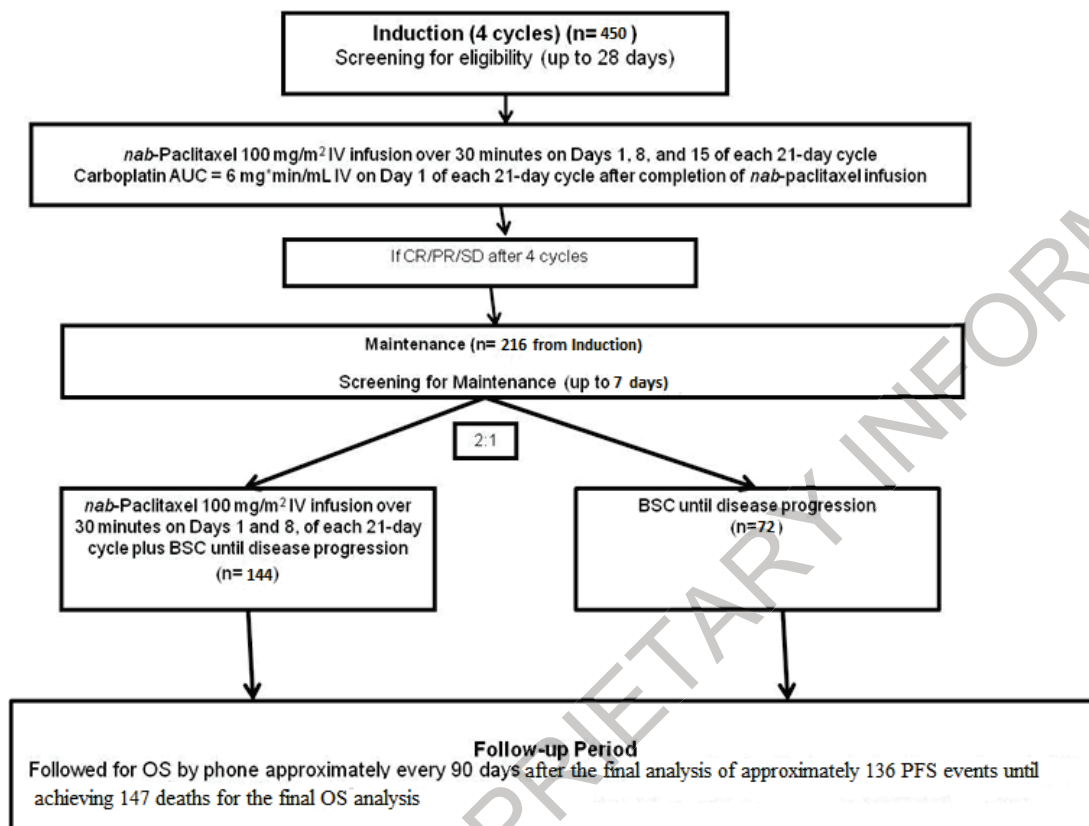 Induction (4 cycles) (n= 450 )
Screening for eligibility (up to 28 days)
nab-Paclitaxel 100 mg/m² IV infusion over 30 minutes on Days 1, 8, and 15 of each 21-day cycle
Carboplatin AUC = 6 mg*min/mL IV on Day 1 of each 21-day cycle after completion of nab-paclitaxel infusion
If CR/PR/SD after 4 cycles
Maintenance (n= 216 from Induction)
Screening for Maintenance (up to 7 days)
2:1
nab-Paclitaxel 100 mg/m² IV infusion over
30 minutes on Days 1 and 8, of each 21-day
cycle plus BSC until disease progression
(n= 144)
BSC until disease progression
(n=72)
Follow-up Period
Followed for OS by phone approximately every 90 days after the final analysis of approximately 136 PFS events until
achieving 147 deaths for the final OS analysis
PRIETARY INFORM